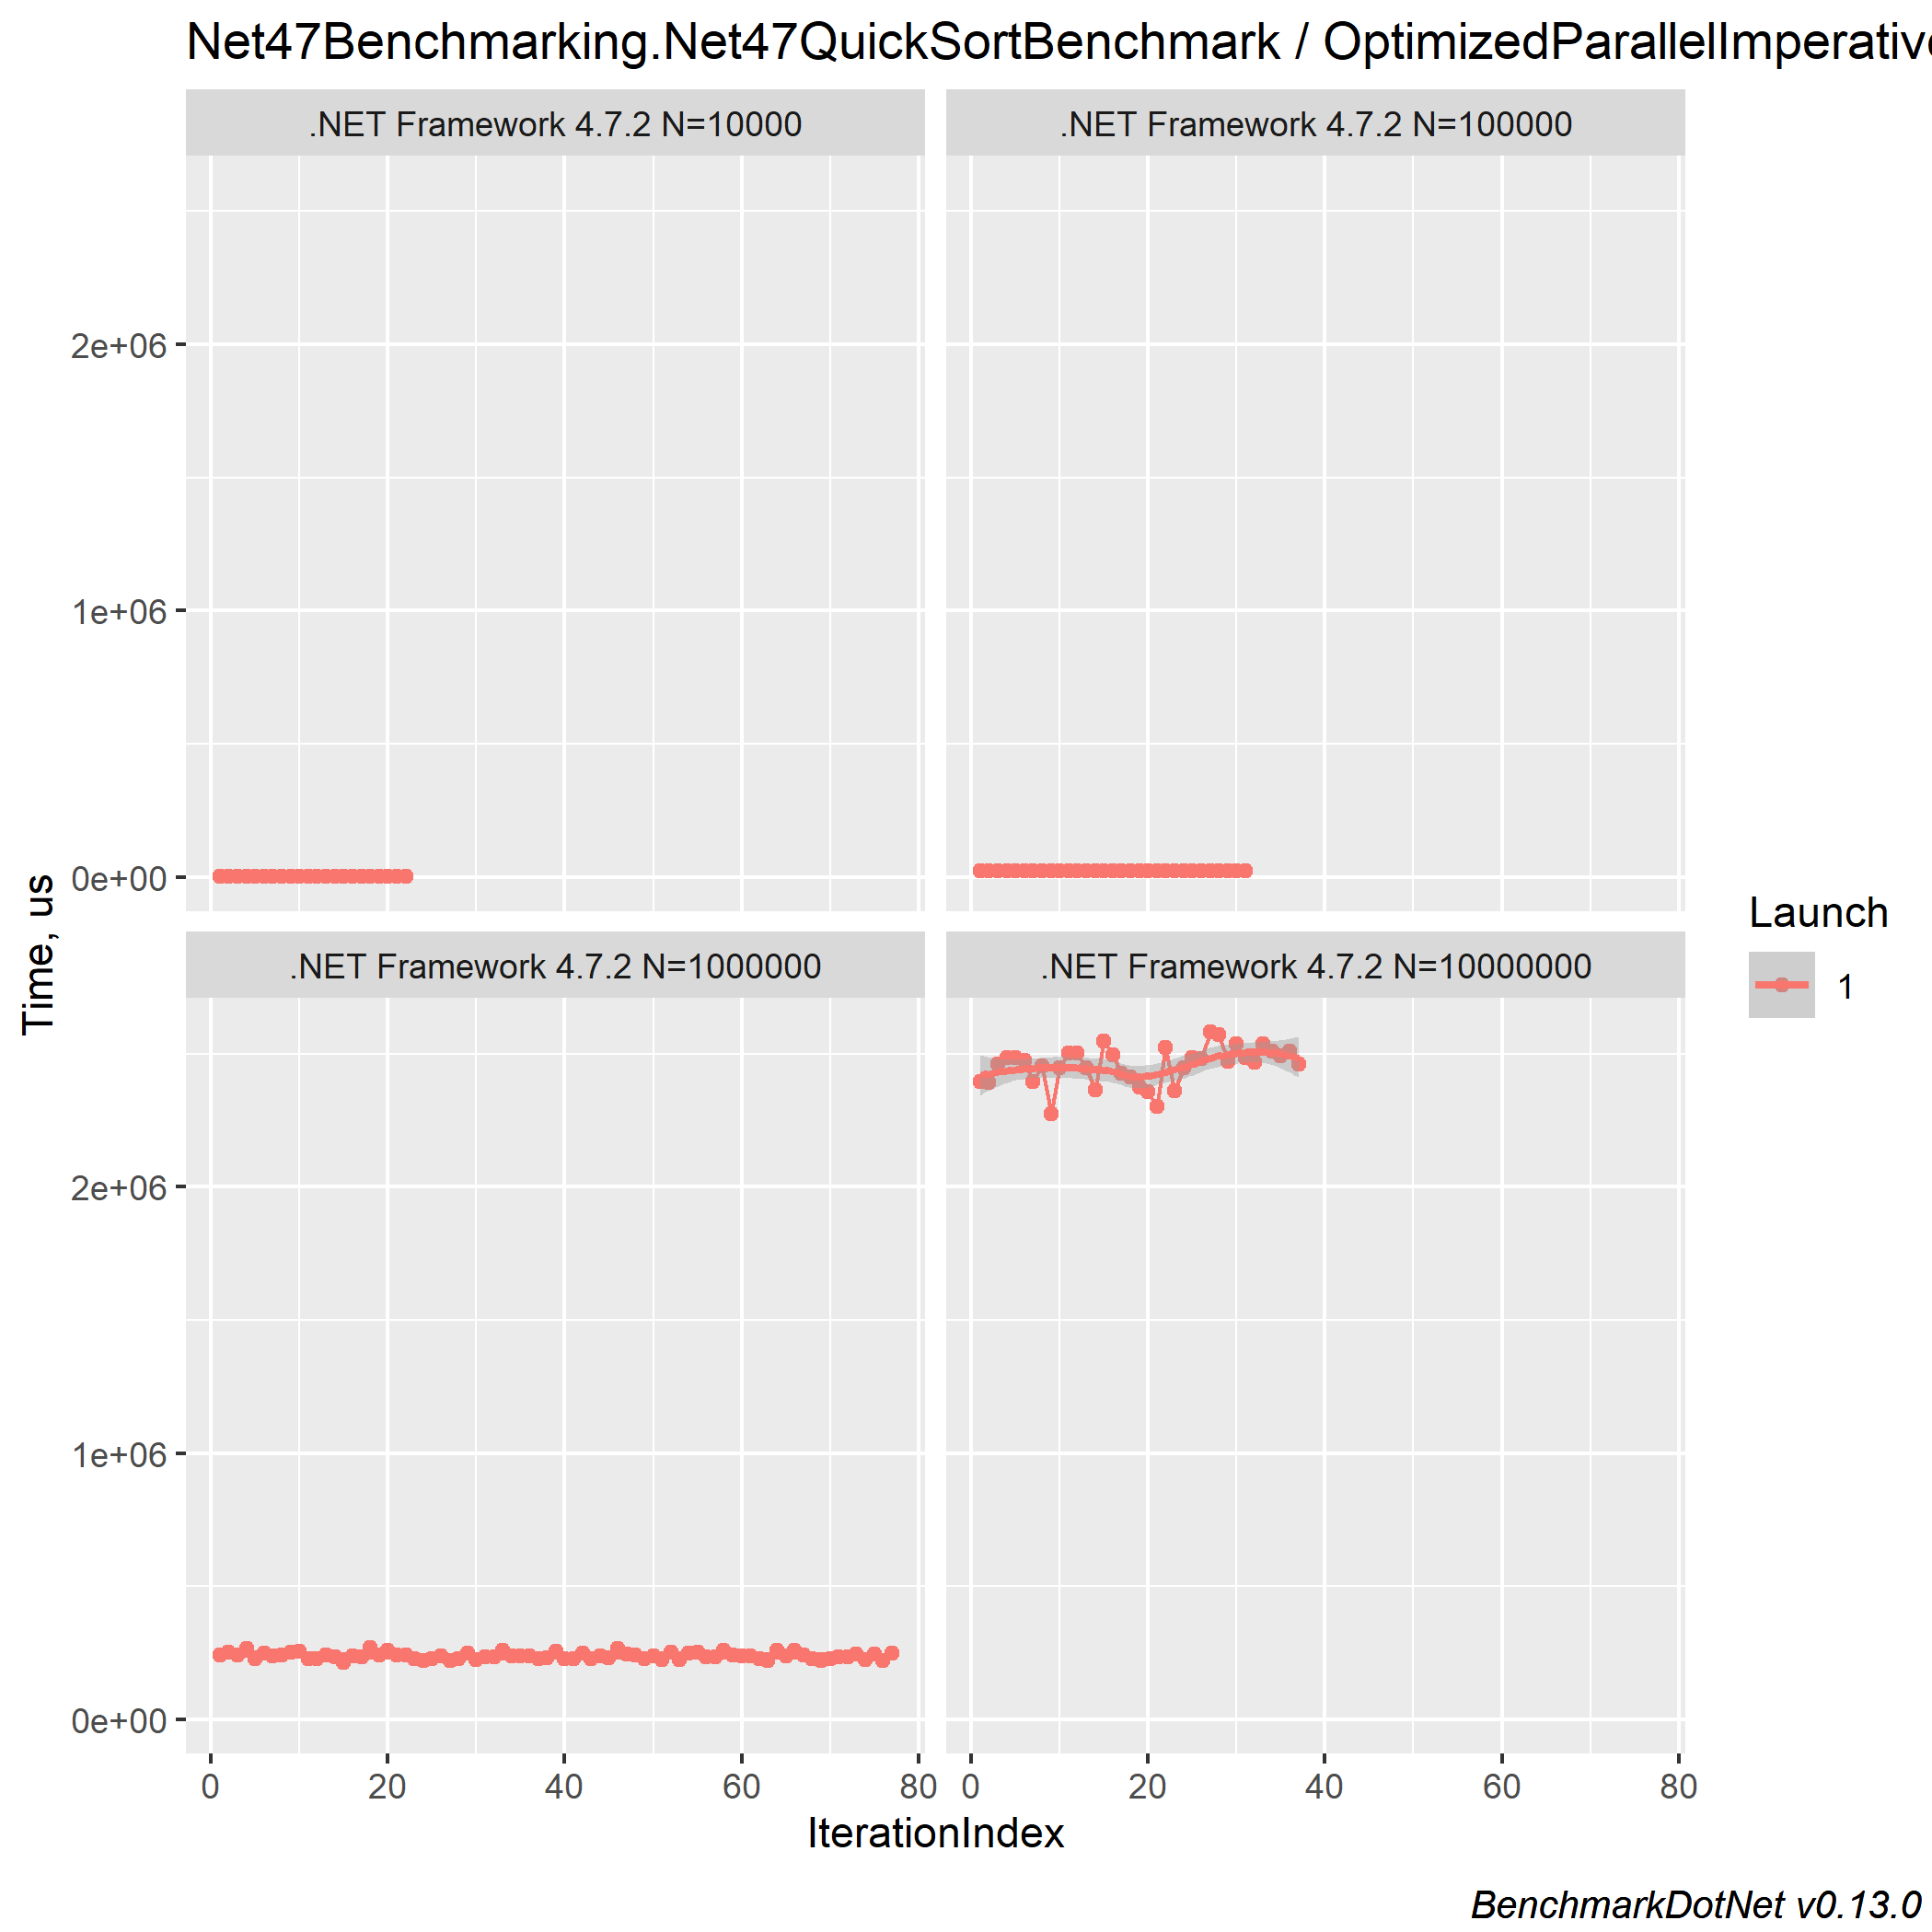 Net47Benchmarking.Net47QuickSortBenchmark / OptimizedParallelImperative
.NET Framework 4.7.2 N=10000
.NET Framework 4.7.2 N=100000
2e+06
1e+06
0e+00
Time, us
.NET Framework 4.7.2 N=1000000
.NET Framework 4.7.2 N=10000000
2e+06
1e+06
0e+00
0 20 40 60 80 0 20 40 60 80
IterationIndex
Launch
1
BenchmarkDotNet v0.13.0